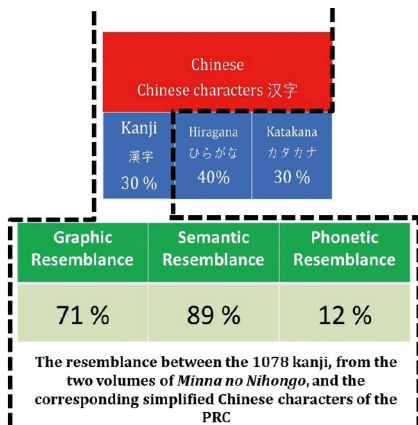 Chinese
Chinese characters 汉字
Kanji
漢字
30 %
Hiragana
ひらがな
40%
Katakana
カタカナ
30 %
Graphic
Resemblance
Semantic
Resemblance
Phonetic
Resemblance
71 %
89 %
12 %
The resemblance between the 1078 kanji, from the
two volumes of Minna no Nihongo, and the
corresponding simplified Chinese characters of the
PRC